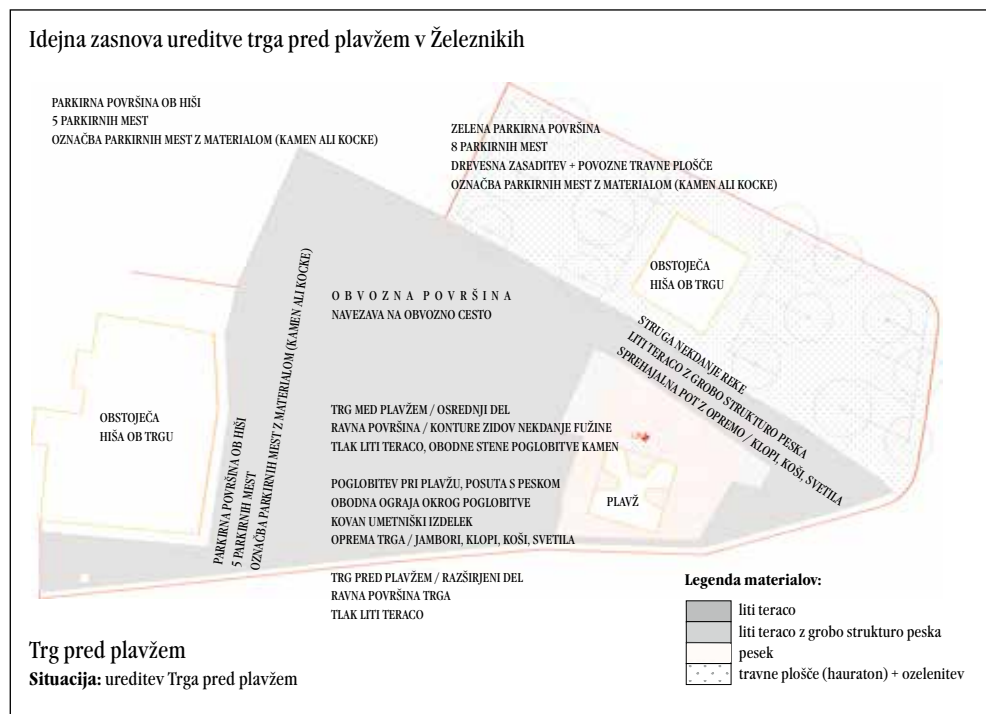 Idejna zasnova ureditve trga pred plavžem v Železnikih
PARKIRNA POVRŠINA OB HIŠI
5 PARKIRNIH MEST
OZNAČBA PARKIRNIH MEST Z MATERIALOM (KAMEN ALI KOCKE)
ZELENA PARKIRNA POVRŠINA
8 PARKIRNIH MEST
DREVESNA ZASADITEV + POVOZNE TRAVNE PLOŠČE
OZNAČBA PARKIRNIH MEST Z MATERIALOM (KAMEN ALI KOCKE)
OBSTOJEČA
HIŠA OB TRGU
OBVOZNA POVRŠINA
NAVEZAVA NA OBVOZNO CESTO
STRUGA NEKDANJE REKE
LITI TERACO Z GROBO STRUKTURO PESKA
SPREHAJALNA POT Z OPREMO / KLOPI, KOŠI, SVETILA
OBSTOJEČA
HIŠA OB TRGU
PARKIRNA POVRŠINA OB HIŠI
5 PARKIRNIH MEST
OZNAČBA PARKIRNIH MEST Z MATERIALOM (KAMEN ALI KOCKE)
TRG MED PLAVŽEM / OSREDNJI DEL
RAVNA POVRŠINA / KONTURE ZIDOV NEKDANJE FUŽINE
TLAK LITI TERACO, OBODNE STENE POGLOBITVE KAMEN
POGLOBITEV PRI PLAVŽU, POSUTA S PESKOM
OBODNA OGRAJA OKROG POGLOBITVE
KOVAN UMETNIŠKI IZDELEK
OPREMA TRGA / JAMBORI, KLOPI, KOŠI, SVETILA
PLAVŽ
TRG PRED PLAVŽEM / RAZŠIRJENI DEL
RAVNA POVRŠINA TRGA
TLAK LITI TERACO
Legenda materialov:
liti teraco
liti teraco z grobo strukturo peska
pesek
travne plošče (hauraton) + ozelenitev
Trg pred plavžem
Situacija: ureditev Trga pred plavžem